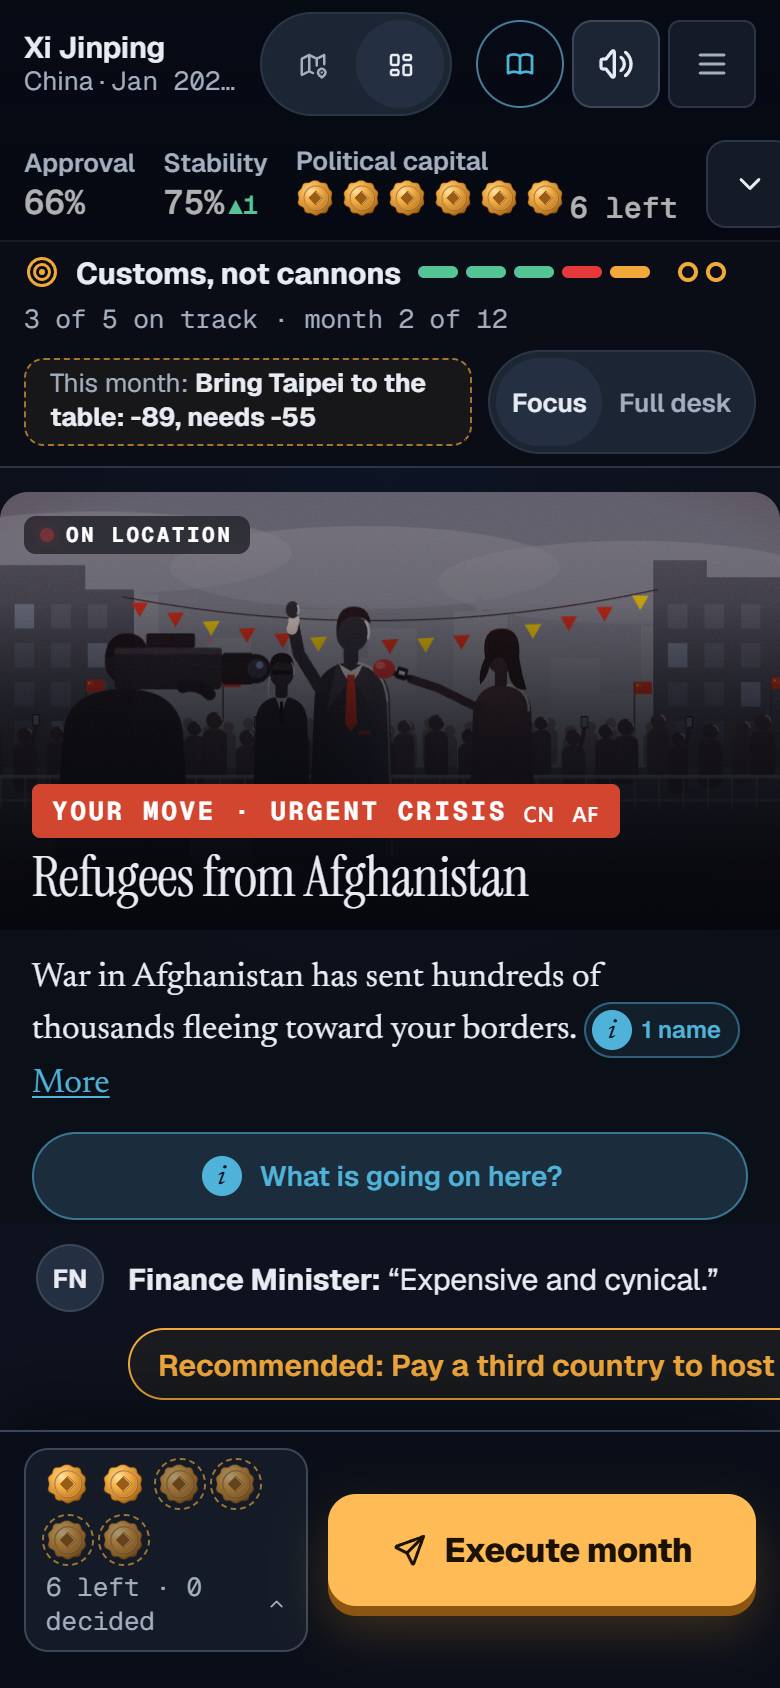 Xi Jinping
China · Jan 202…
Approval
66%
Stability
75%▲1
Political capital
6 left
Customs, not cannons
3 of 5 on track · month 2 of 12
This month: Bring Taipei to the
table: -89, needs -55
Focus
Full desk
ON LOCATION
YOUR MOVE · URGENT CRISIS CN AF
Refugees from Afghanistan
War in Afghanistan has sent hundreds of
thousands fleeing toward your borders. i 1 name
More
i What is going on here?
FN
Finance Minister: “Expensive and cynical.”
Recommended: Pay a third country to host
6 left · 0
decided
Execute month